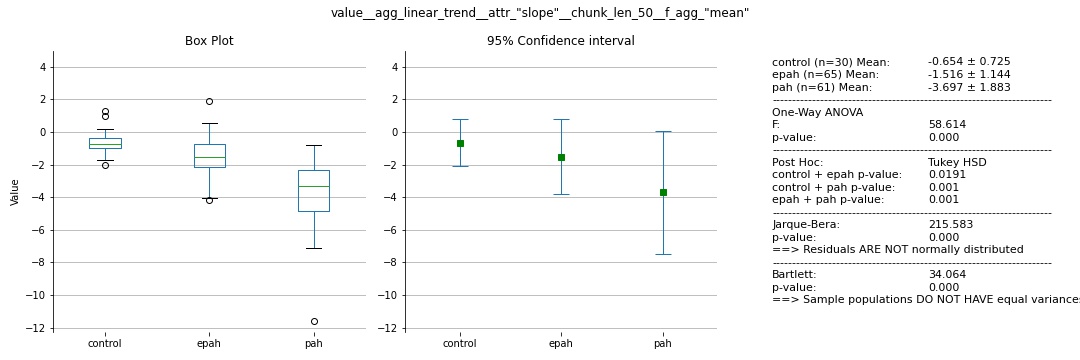 value__agg_linear_trend__attr_"slope"__chunk_len_50__f_agg_"mean"
Box Plot
Value
4
2
0
−2
−4
−6
−8
−10
−12
control epah pah
95% Confidence interval
4
2
0
−2
−4
−6
−8
−10
−12
control epah pah
control (n=30) Mean: -0.654 ± 0.725
epah (n=65) Mean: -1.516 ± 1.144
pah (n=61) Mean: -3.697 ± 1.883
One-Way ANOVA
F: 58.614
p-value: 0.000
Post Hoc: Tukey HSD
control + epah p-value: 0.0191
control + pah p-value: 0.001
epah + pah p-value: 0.001
Jarque-Bera: 215.583
p-value: 0.000
==> Residuals ARE NOT normally distributed
Bartlett: 34.064
p-value: 0.000
==> Sample populations DO NOT HAVE equal variances